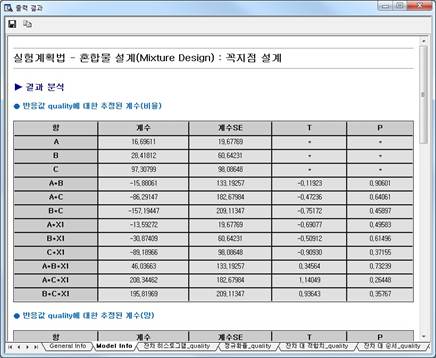 출력 결과
실험계획법 - 혼합물 설계(Mixture Design) : 꼭지점 설계
▶ 결과 분석
● 반응값 quality에 대한 추정된 계수(비율)
항 계수 계수SE T P
A 16,69611 19,67769 * *
B 28,41812 60,64231 * *
C 97,30799 98,08648 * *
A*B -15,88061 133,19257 -0,11923 0,90601
A*C -86,29147 182,67984 -0,47236 0,64061
B*C -157,19447 209,11347 -0,75172 0,45897
A*X1 -13,59272 19,67769 -0,69077 0,49583
B*X1 -30,87409 60,64231 -0,50912 0,61496
C*X1 -89,18966 98,08648 -0,90930 0,37155
A*B*X1 46,03663 133,19257 0,34564 0,73239
A*C*X1 208,34462 182,67984 1,14049 0,26448
B*C*X1 195,81969 209,11347 0,93643 0,35767
● 반응값 quality에 대한 추정된 계수(양)
항 계수 계수SE T P
General Info Model Info 잔차 히스토그램_quality 정규확률_quality 잔차 대 적합치_quality 잔차 대 순서_quality